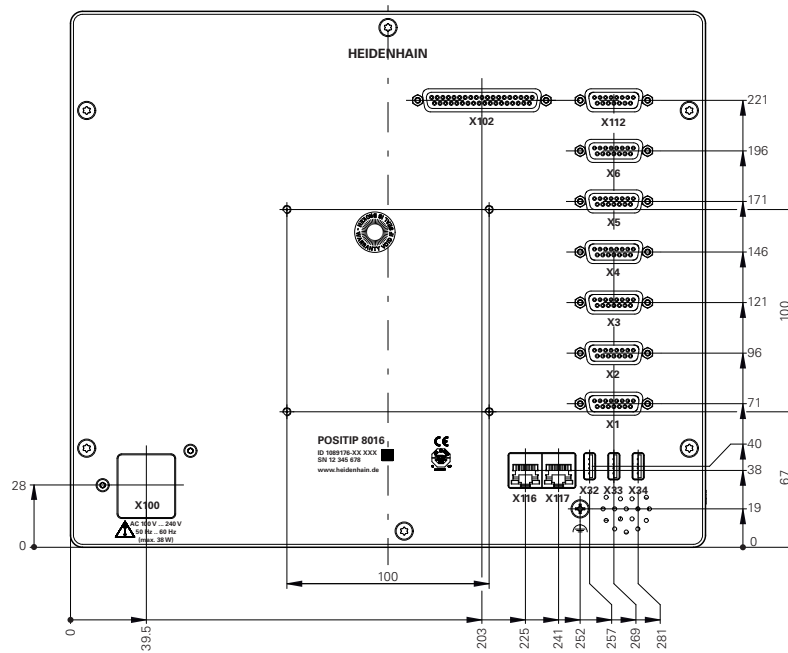 HEIDENHAIN
X102
X112
221
X6
196
X5
171
X4
146
X3
121
100
X2
96
X1
71
POSITIP 8016
ID 1089176-XX XXX
SN 12 345 678
www.heidenhain.de
CE
40
38
67
28
X100
X116
X117
X32
X33
X34
19
AC 100 V ... 240 V
50 Hz ... 60 Hz
(max. 38 W)
0
0
100
0
39.5
203
225
241
252
257
269
281